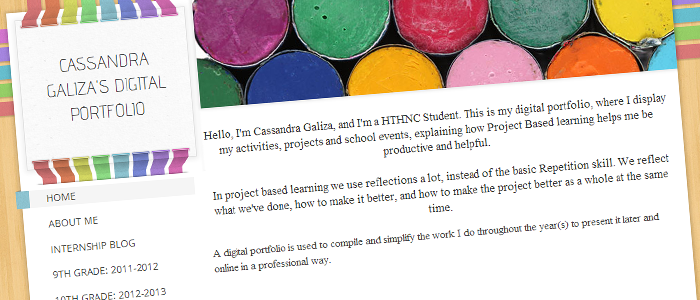 CASSANDRA
GALIZA'S DIGITAL
PORTFOLIO
HOME
ABOUT ME
INTERNSHIP BLOG
9TH GRADE: 2011-2012
10TH GRADE: 2012-2013
Hello, I'm Cassandra Galiza, and I'm a HTHNC Student. This is my digital portfolio, where I display
my activities, projects and school events, explaining how Project Based learning helps me be
productive and helpful.
In project based learning we use reflections a lot, instead of the basic Repetition skill. We reflect
what we've done, how to make it better, and how to make the project better as a whole at the same
time.
A digital portfolio is used to compile and simplify the work I do throughout the year(s) to present it later and
online in a professional way.